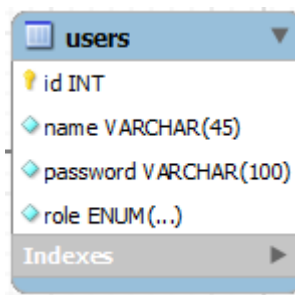 users
id INT
name VARCHAR(45)
password VARCHAR(100)
role ENUM(...)
Indexes